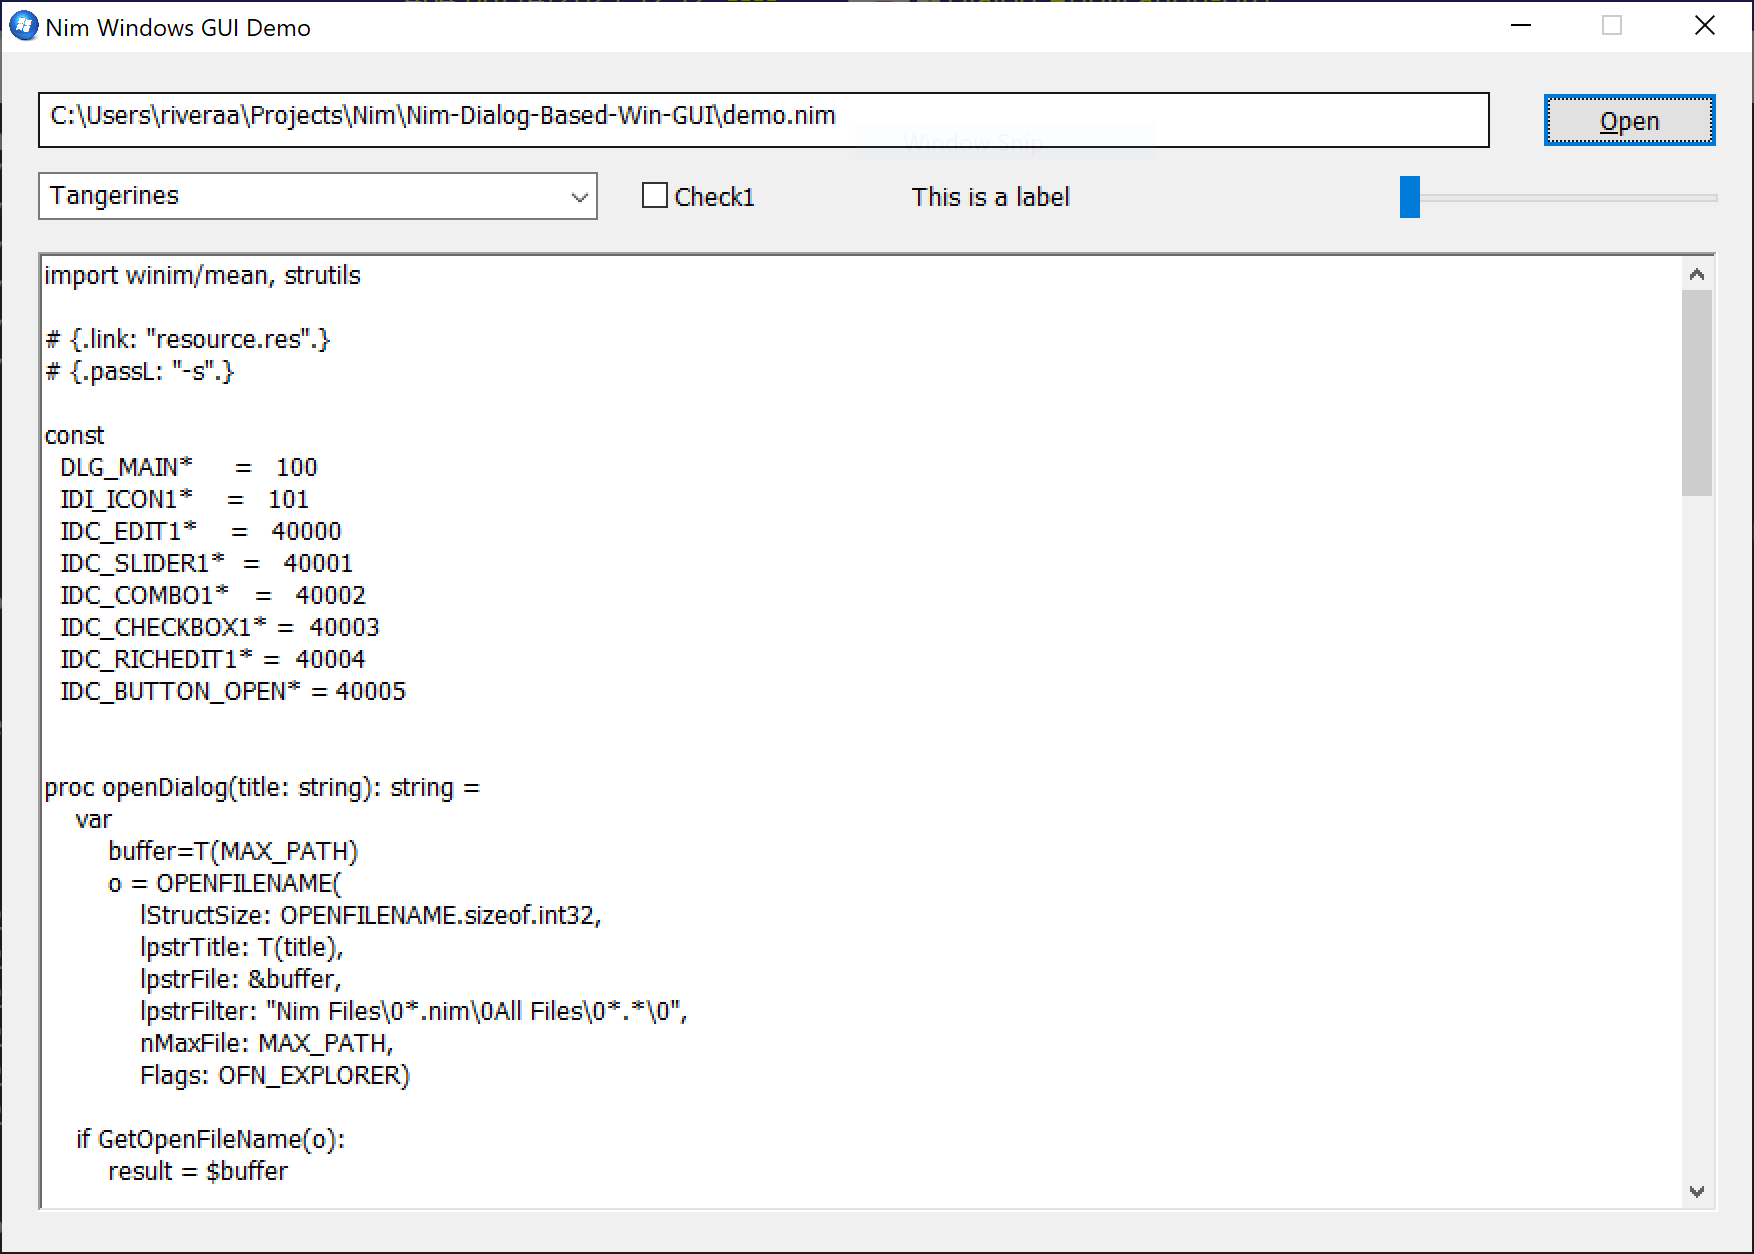 Nim Windows GUI Demo
C:\Users\riveraa\Projects\Nim\Nim-Dialog-Based-Win-GUI\demo.nim
Open
Window Snip
Tangerines
Check1
This is a label
import winim/mean, strutils
# {.link: "resource.res".}
# {.passL: "-s".}
const
DLG_MAIN* = 100
IDI_ICON1* = 101
IDC_EDIT1* = 40000
IDC_SLIDER1* = 40001
IDC_COMBO1* = 40002
IDC_CHECKBOX1* = 40003
IDC_RICHEDIT1* = 40004
IDC_BUTTON_OPEN* = 40005
proc openDialog(title: string): string =
var
buffer=T(MAX_PATH)
o = OPENFILENAME(
lStructSize: OPENFILENAME.sizeof.int32,
lpstrTitle: T(title),
lpstrFile: &buffer,
lpstrFilter: "Nim Files\0*.nim\0All Files\0*.*\0",
nMaxFile: MAX_PATH,
Flags: OFN_EXPLORER)
if GetOpenFileName(o):
result = $buffer